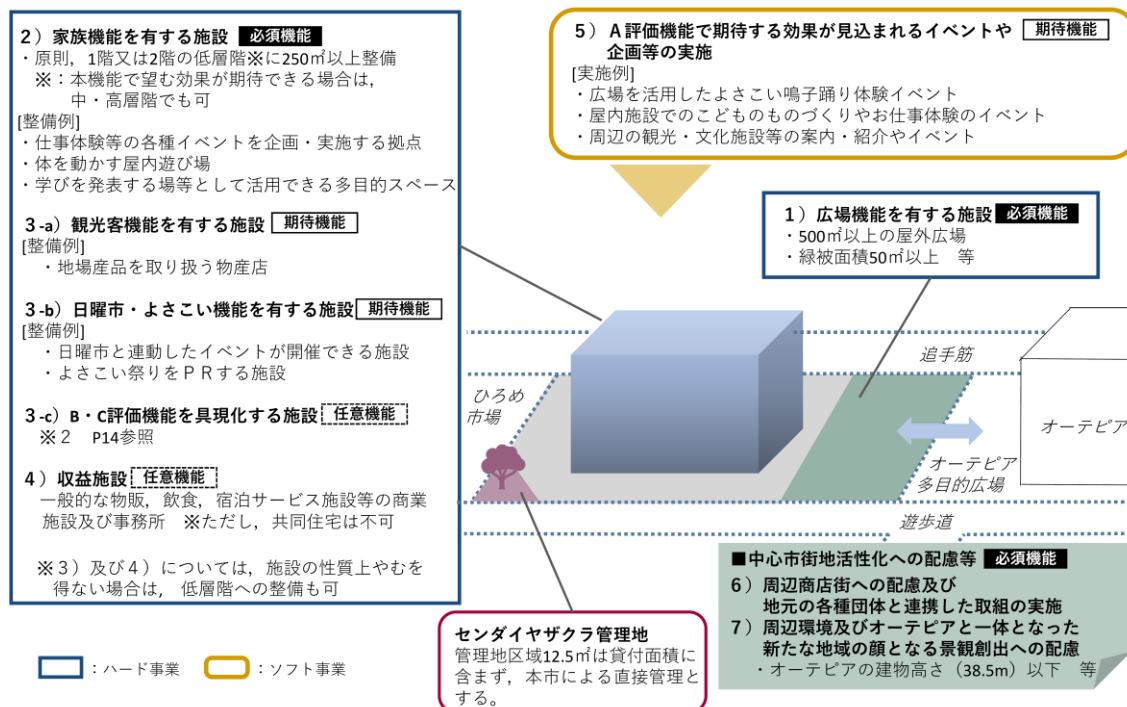 2）家族機能を有する施設 必須機能
・原則，1階又は2階の低層階※に250㎡以上整備
※：本機能で望む効果が期待できる場合は，
中・高層階でも可
[整備例]
・仕事体験等の各種イベントを企画・実施する拠点
・体を動かす屋内遊び場
・学びを発表する場等として活用できる多目的スペース
3-a）観光客機能を有する施設 期待機能
[整備例]
・地場産品を取り扱う物産店
3-b）日曜市・よさこい機能を有する施設 期待機能
[整備例]
・日曜市と連動したイベントが開催できる施設
・よさこい祭りをＰＲする施設
3-c）B・C評価機能を具現化する施設 任意機能
※２　P14参照
4）収益施設 任意機能
一般的な物販，飲食，宿泊サービス施設等の商業
施設及び事務所　※ただし，共同住宅は不可
※３）及び４）については，施設の性質上やむを
得ない場合は，低層階への整備も可
：ハード事業
：ソフト事業
5）Ａ評価機能で期待する効果が見込まれるイベントや 期待機能
企画等の実施
[実施例]
・広場を活用したよさこい鳴子踊り体験イベント
・屋内施設でのこどものものづくりやお仕事体験のイベント
・周辺の観光・文化施設等の案内・紹介やイベント
1）広場機能を有する施設 必須機能
・500㎡以上の屋外広場
・緑被面積50㎡以上　等
追手筋
ひろめ
市場
オーテピア
オーテピア
多目的広場
遊歩道
センダイヤザクラ管理地
管理地区域12.5㎡は貸付面積に
含まず，本市による直接管理と
する。
■中心市街地活性化への配慮等 必須機能
6）周辺商店街への配慮及び
地元の各種団体と連携した取組の実施
7）周辺環境及びオーテピアと一体となった
新たな地域の顔となる景観創出への配慮
・オーテピアの建物高さ（38.5m）以下　等